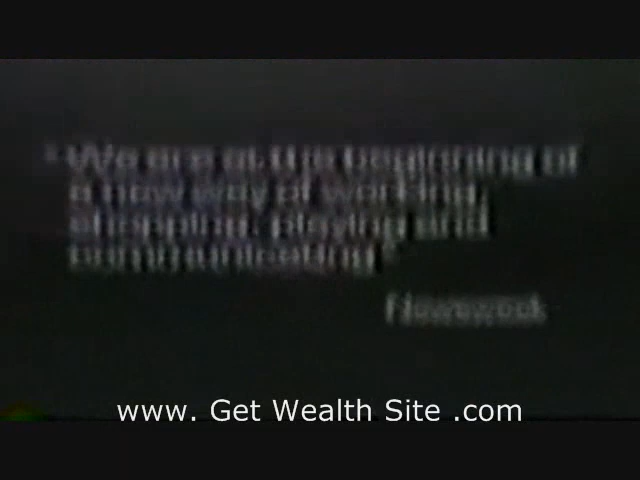 "We are at the beginning of
a new way of working,
shopping, playing and
communicating"
Newsweek
www. Get Wealth Site .com